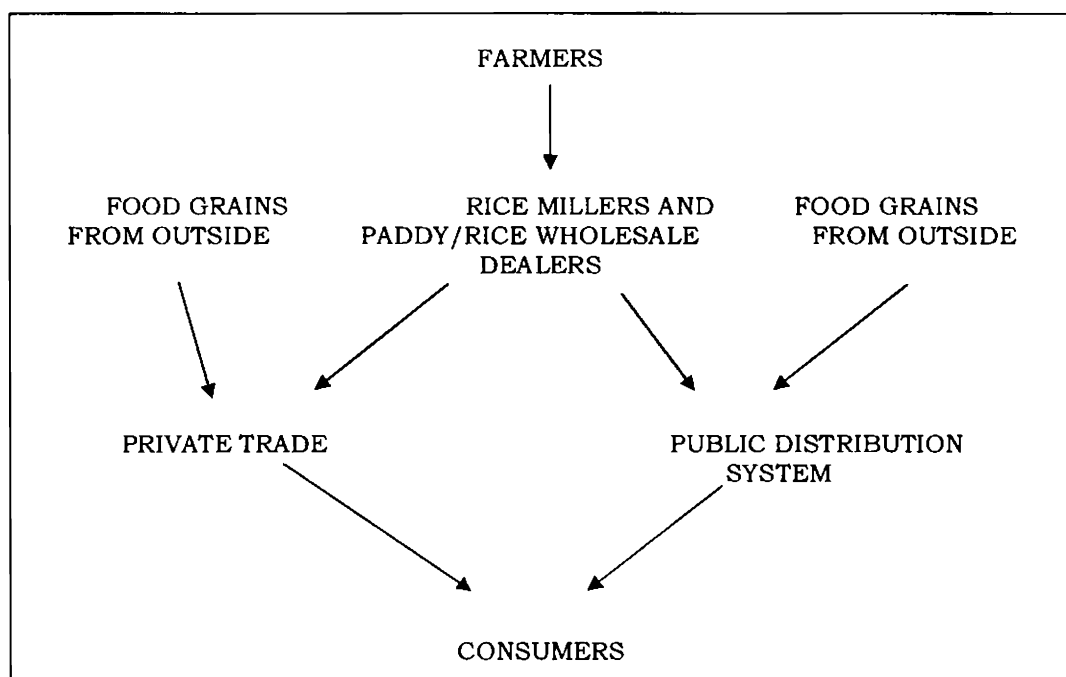 FARMERS
FOOD GRAINS
FROM OUTSIDE
RICE MILLERS AND
PADDY/RICE WHOLESALE
DEALERS
FOOD GRAINS
FROM OUTSIDE
PRIVATE TRADE
PUBLIC DISTRIBUTION
SYSTEM
CONSUMERS